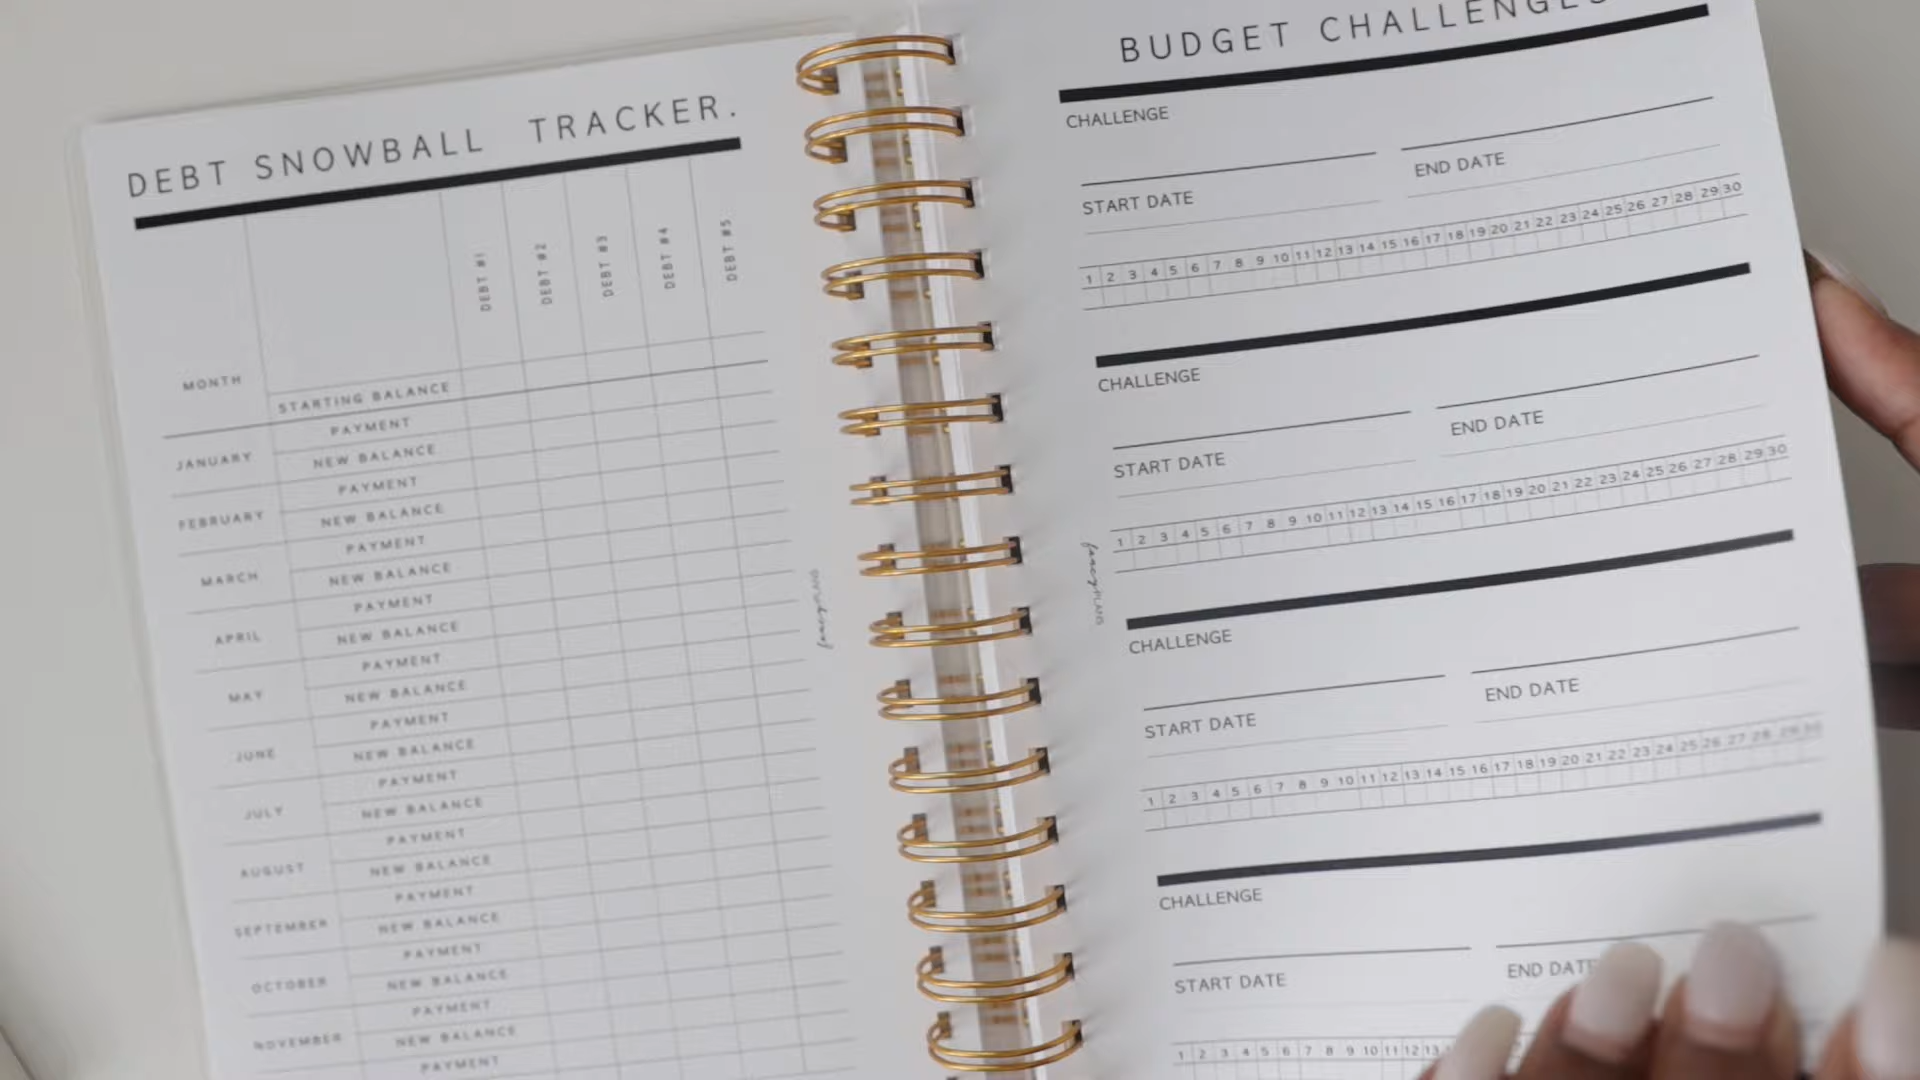 DEBT SNOWBALL TRACKER.
DEBT #1
DEBT #2
DEBT #3
DEBT #4
DEBT #5
MONTH
STARTING BALANCE
PAYMENT
JANUARY
NEW BALANCE
PAYMENT
FEBRUARY
NEW BALANCE
PAYMENT
MARCH
NEW BALANCE
PAYMENT
APRIL
NEW BALANCE
PAYMENT
MAY
NEW BALANCE
PAYMENT
JUNE
NEW BALANCE
PAYMENT
JULY
NEW BALANCE
PAYMENT
AUGUST
NEW BALANCE
PAYMENT
SEPTEMBER
NEW BALANCE
PAYMENT
OCTOBER
NEW BALANCE
PAYMENT
NOVEMBER
NEW BALANCE
PAYMENT
BUDGET CHALLENGES
CHALLENGE
START DATE END DATE
1 2 3 4 5 6 7 8 9 10 11 12 13 14 15 16 17 18 19 20 21 22 23 24 25 26 27 28 29 30
CHALLENGE
START DATE END DATE
1 2 3 4 5 6 7 8 9 10 11 12 13 14 15 16 17 18 19 20 21 22 23 24 25 26 27 28 29 30
CHALLENGE
START DATE END DATE
1 2 3 4 5 6 7 8 9 10 11 12 13 14 15 16 17 18 19 20 21 22 23 24 25 26 27 28 29 30
CHALLENGE
START DATE END DATE
1 2 3 4 5 6 7 8 9 10 11 12 13